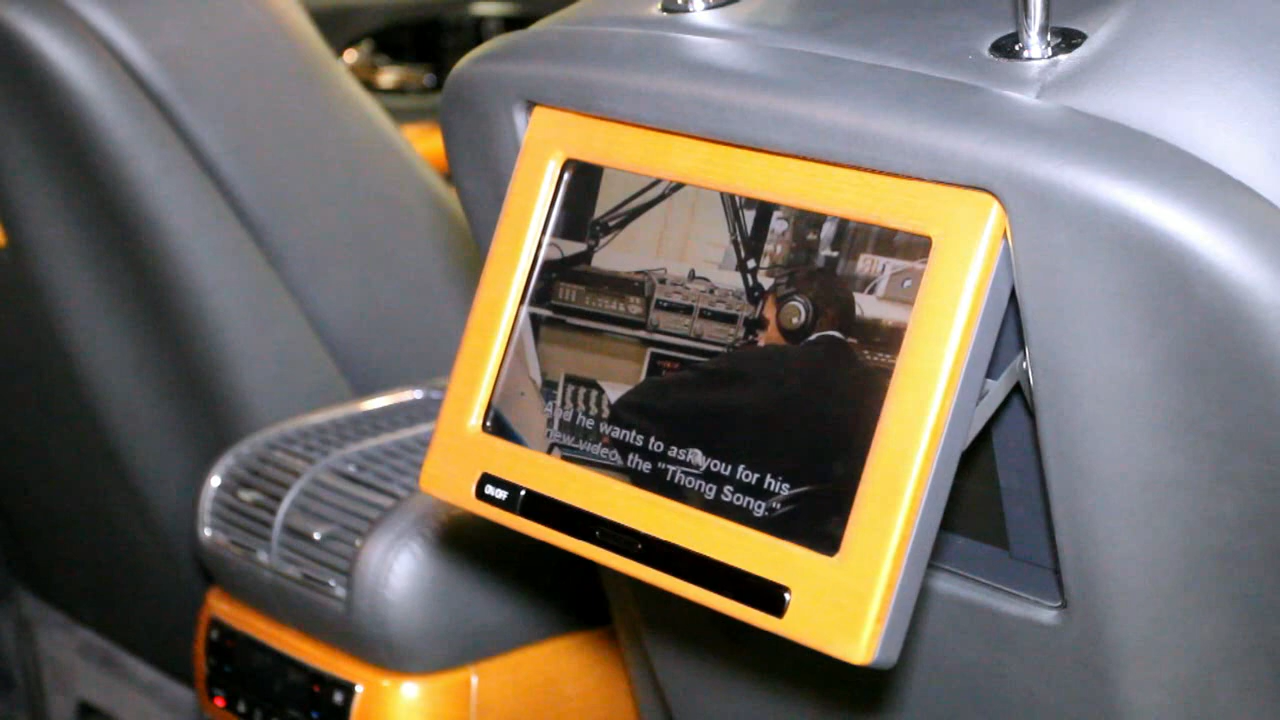 And he wants to ask you for his
new video, the "Thong Song."
ON/OFF